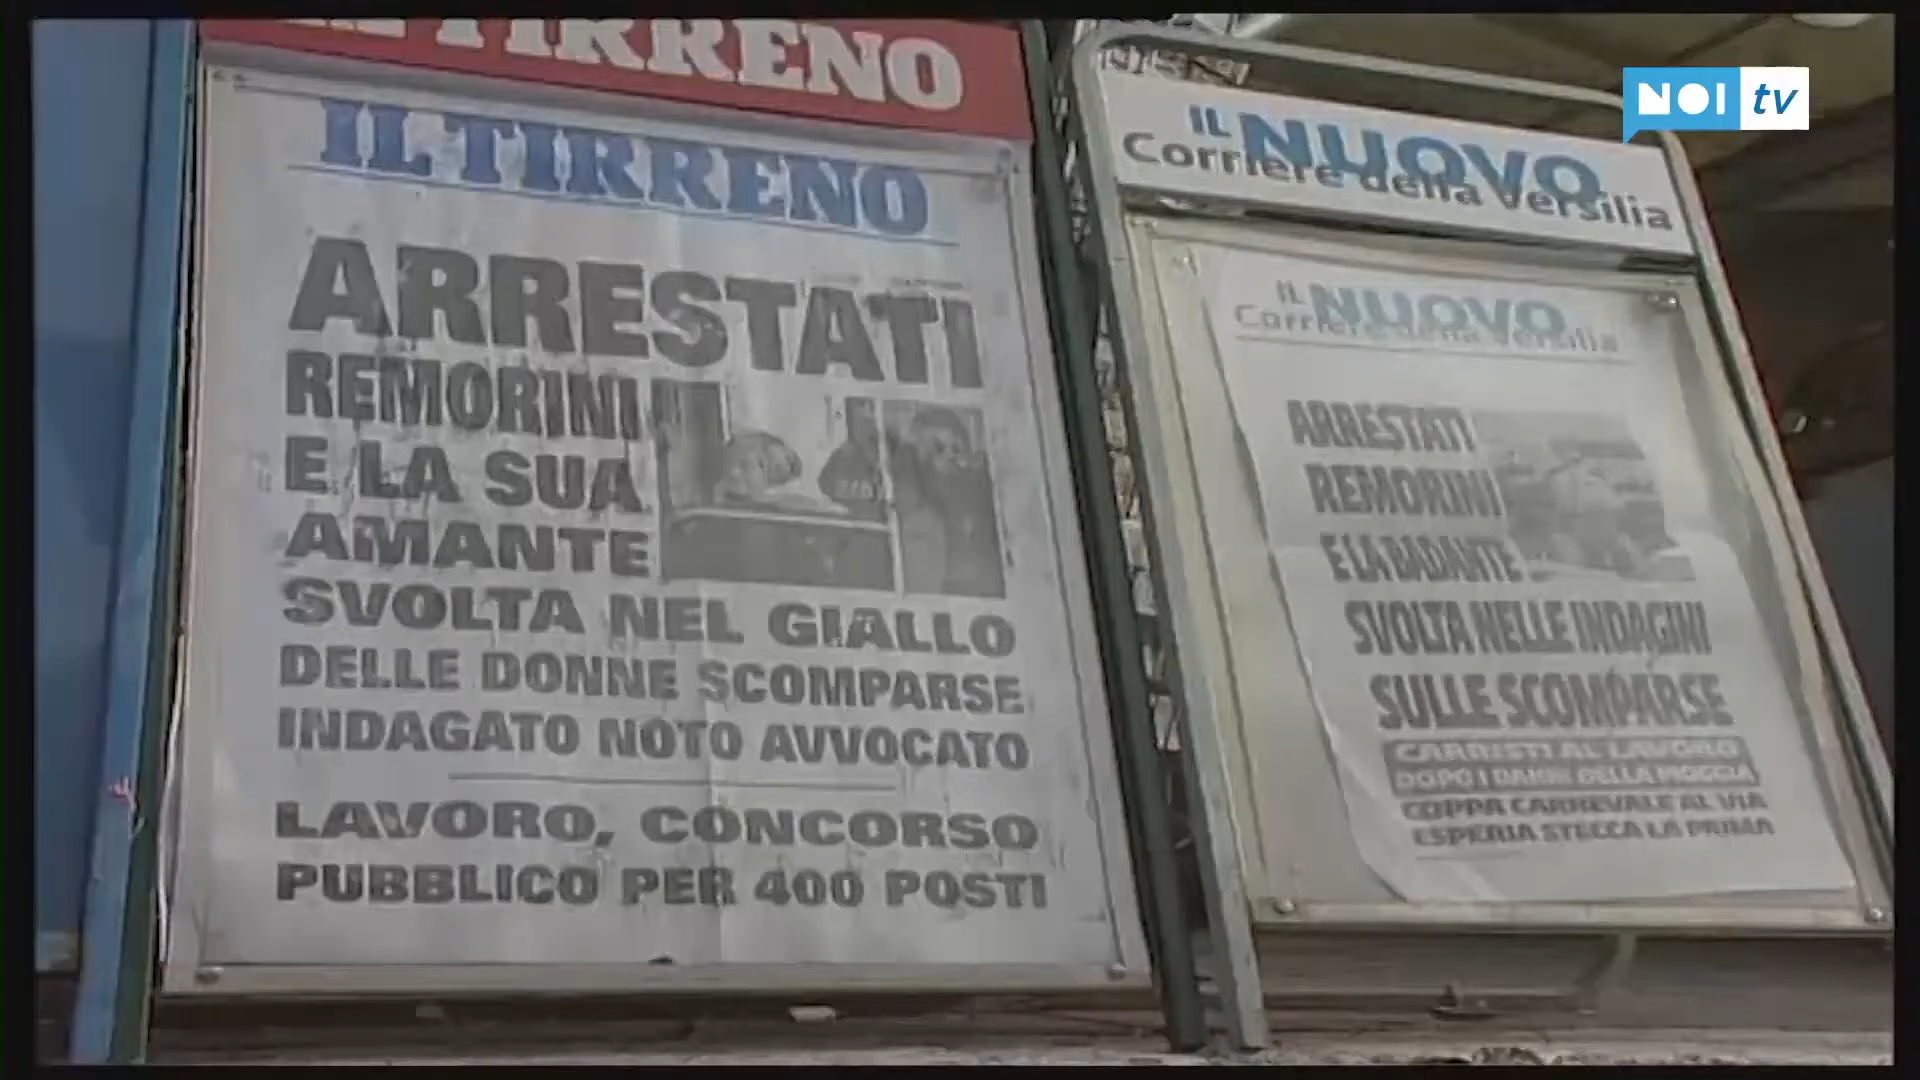 IL TIRRENO
IL TIRRENO
ARRESTATI
REMORINI
E LA SUA
AMANTE
SVOLTA NEL GIALLO
DELLE DONNE SCOMPARSE
INDAGATO NOTO AVVOCATO
LAVORO, CONCORSO
PUBBLICO PER 400 POSTI
IL NUOVO
Corriere della Versilia
IL NUOVO
Corriere della Versilia
ARRESTATI
REMORINI
E LA BADANTE
SVOLTA NELLE INDAGINI
SULLE SCOMPARSE
CARRISTI AL LAVORO
DOPO I DANNI DELLA PIOGGIA
COPPA CARNEVALE AL VIA
ESPERIA STECCA LA PRIMA
NOI tv